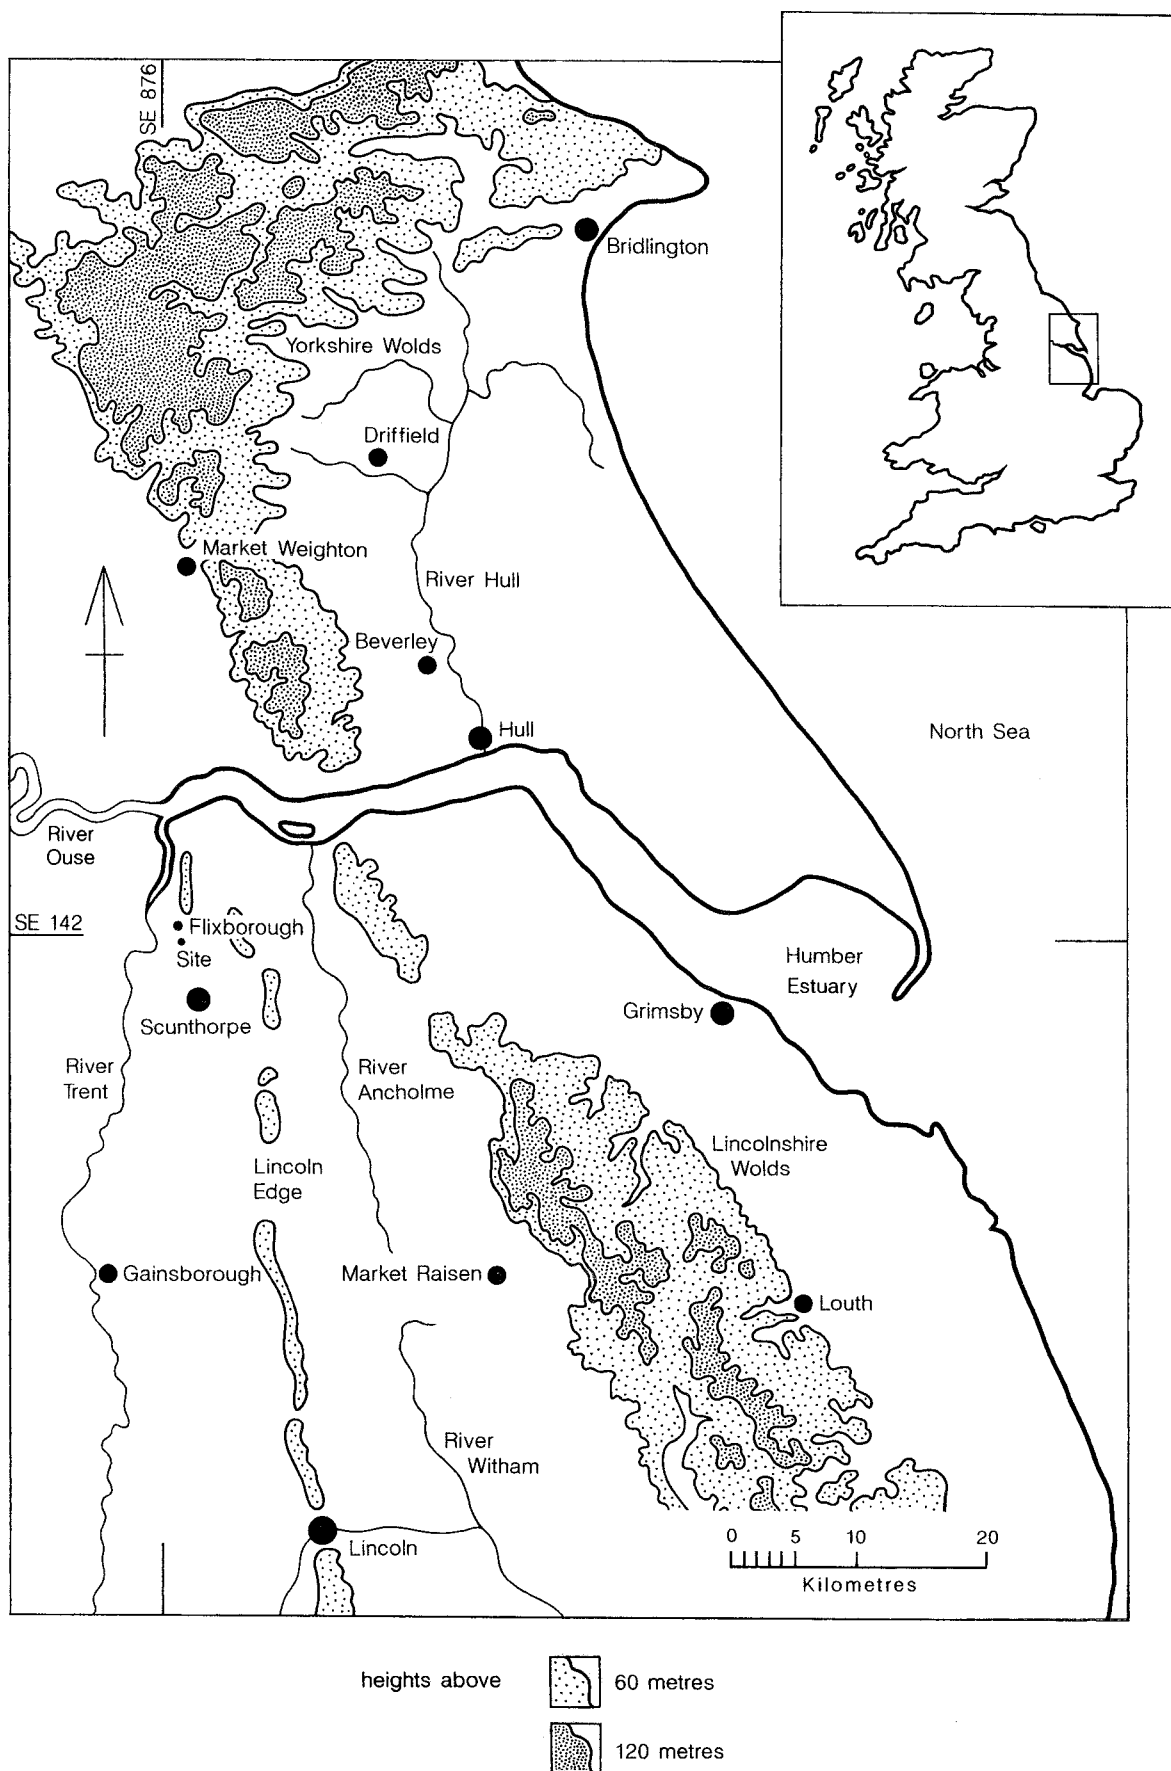 SE 876
Bridlington
Yorkshire Wolds
Driffield
Market Weighton
River Hull
Beverley
Hull
North Sea
River
Ouse
SE 142
Flixborough
Site
Humber
Estuary
Grimsby
Scunthorpe
River
Trent
River
Ancholme
Lincolnshire
Wolds
Lincoln
Edge
Gainsborough
Market Raisen
Louth
River
Witham
Lincoln
0 5 10 20
Kilometres
heights above
60 metres
120 metres